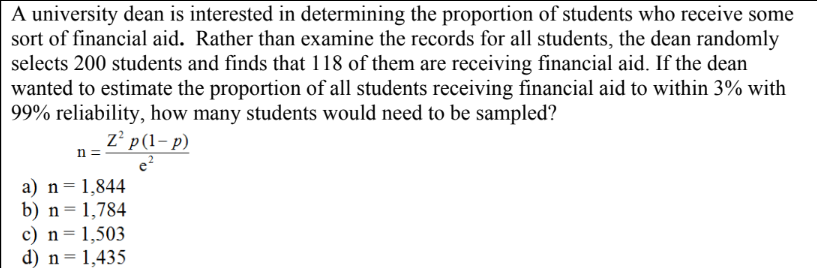 A university dean is interested in determining the proportion of students who receive some
sort of financial aid. Rather than examine the records for all students, the dean randomly
selects 200 students and finds that 118 of them are receiving financial aid. If the dean
wanted to estimate the proportion of all students receiving financial aid to within 3% with
99% reliability, how many students would need to be sampled?
n = Z² p(1− p) / e²
a) n = 1,844
b) n = 1,784
c) n = 1,503
d) n = 1,435